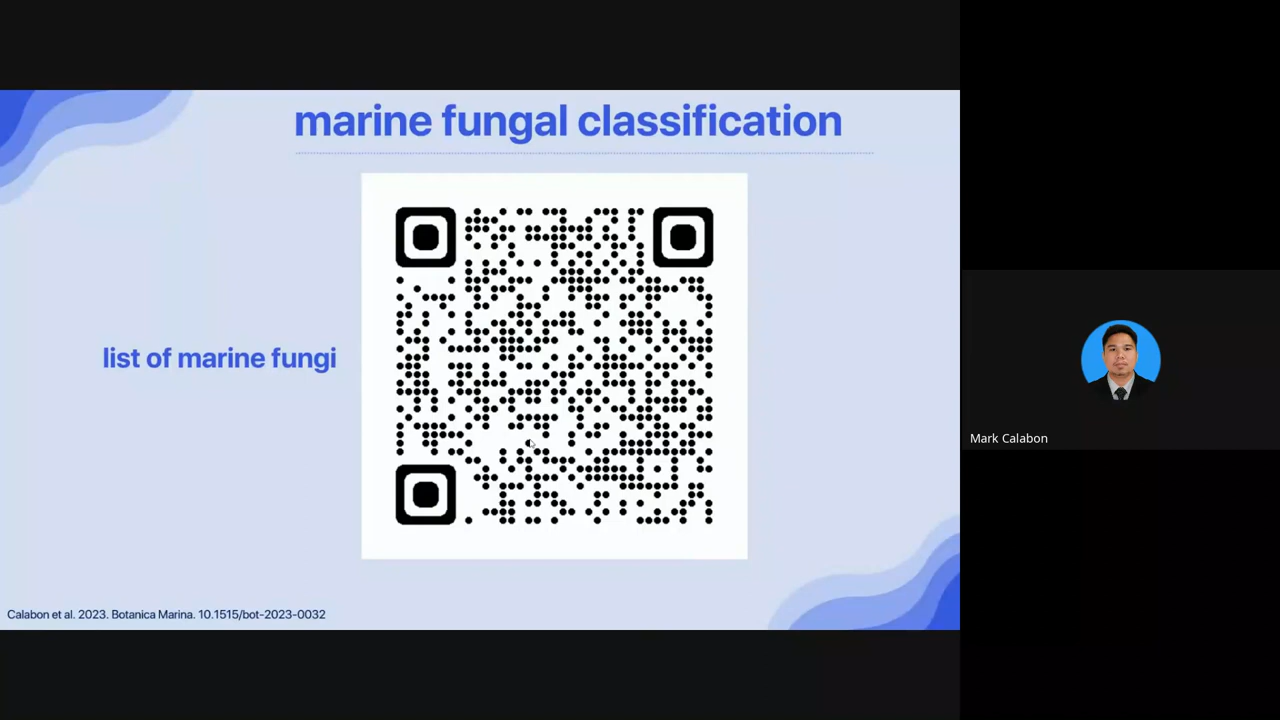 marine fungal classification
list of marine fungi
Calabon et al. 2023. Botanica Marina. 10.1515/bot-2023-0032
Mark Calabon